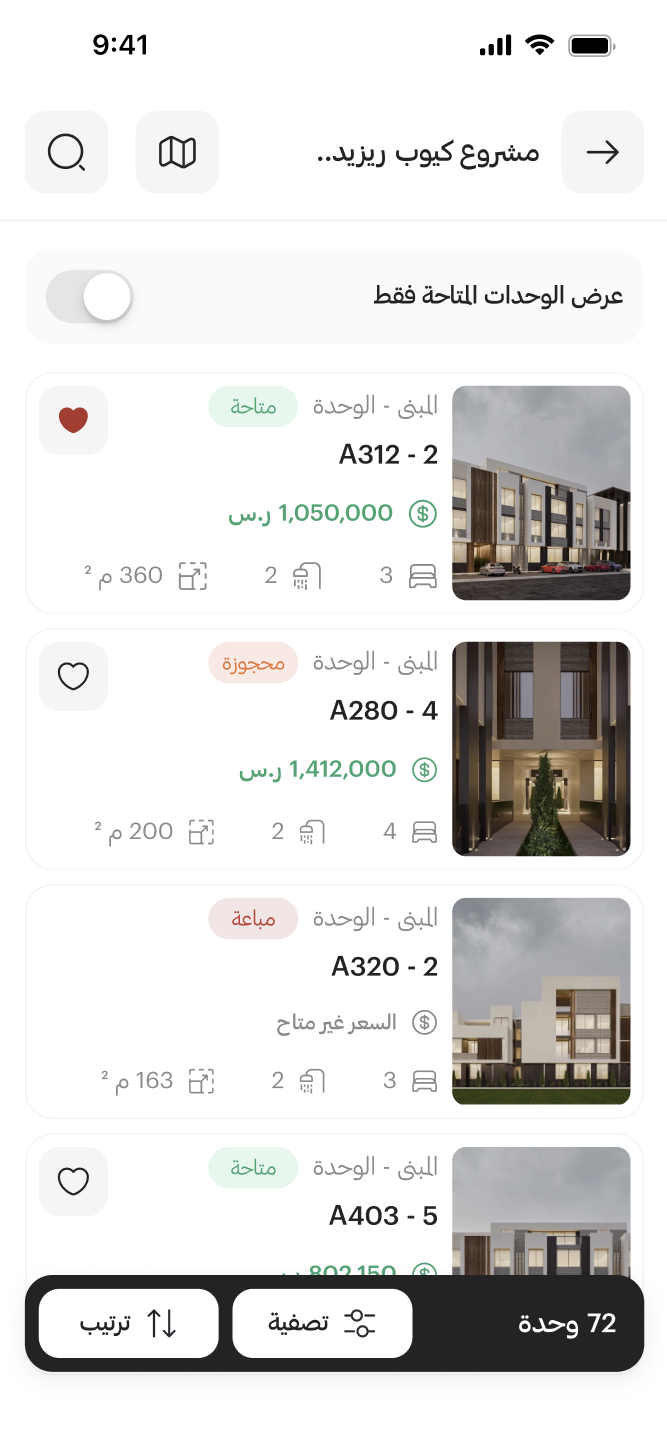 9:41
مشروع كيوب ريزيد..
عرض الوحدات المتاحة فقط
المبنى - الوحدة متاحة
A312 - 2
1,050,000 ر.س
3 2 360 م ²
المبنى - الوحدة محجوزة
A280 - 4
1,412,000 ر.س
4 2 200 م ²
المبنى - الوحدة مباعة
A320 - 2
السعر غير متاح
3 2 163 م ²
المبنى - الوحدة متاحة
A403 - 5
802,150 ر.س
72 وحدة تصفية ترتيب